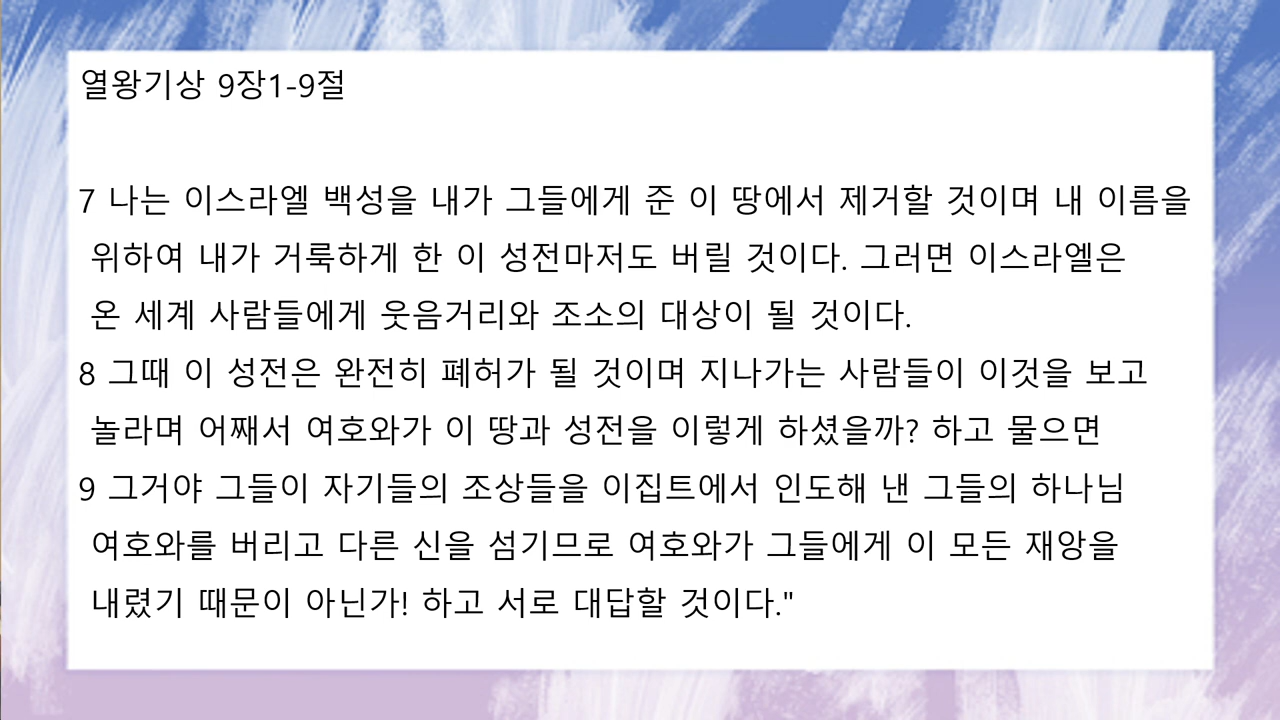 열왕기상 9장1-9절
7 나는 이스라엘 백성을 내가 그들에게 준 이 땅에서 제거할 것이며 내 이름을
위하여 내가 거룩하게 한 이 성전마저도 버릴 것이다. 그러면 이스라엘은
온 세계 사람들에게 웃음거리와 조소의 대상이 될 것이다.
8 그때 이 성전은 완전히 폐허가 될 것이며 지나가는 사람들이 이것을 보고
놀라며 어째서 여호와가 이 땅과 성전을 이렇게 하셨을까? 하고 물으면
9 그거야 그들이 자기들의 조상들을 이집트에서 인도해 낸 그들의 하나님
여호와를 버리고 다른 신을 섬기므로 여호와가 그들에게 이 모든 재앙을
내렸기 때문이 아닌가! 하고 서로 대답할 것이다."